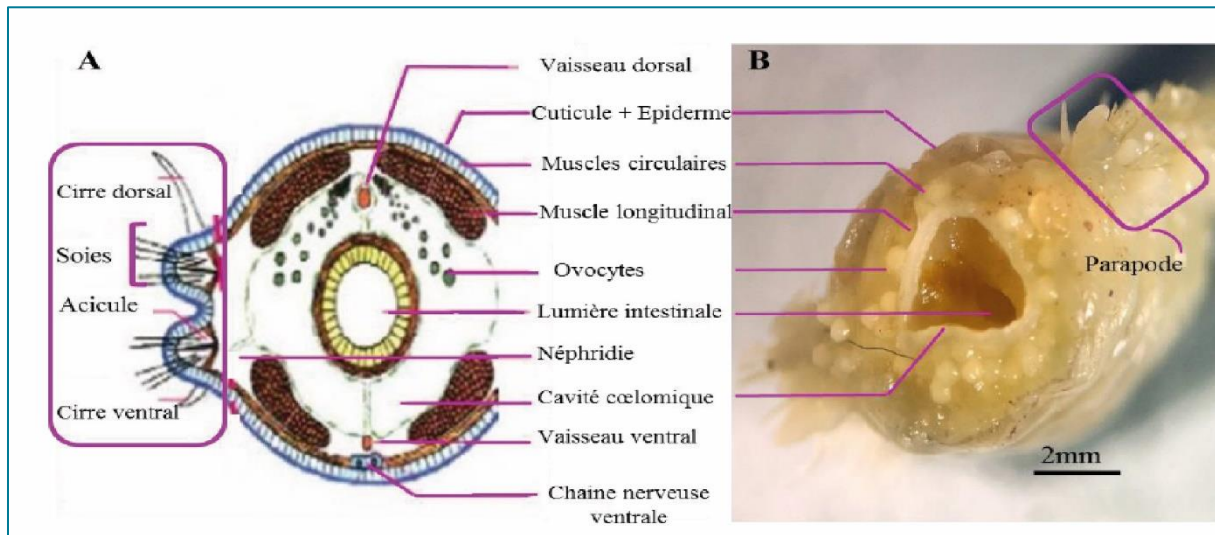 A
B
Vaisseau dorsal
Cuticule + Epiderme
Muscles circulaires
Muscle longitudinal
Ovocytes
Lumière intestinale
Néphridie
Cavité cœlomique
Vaisseau ventral
Chaine nerveuse
ventrale
Cirre dorsal
Soies
Acicule
Cirre ventral
Parapode
2mm